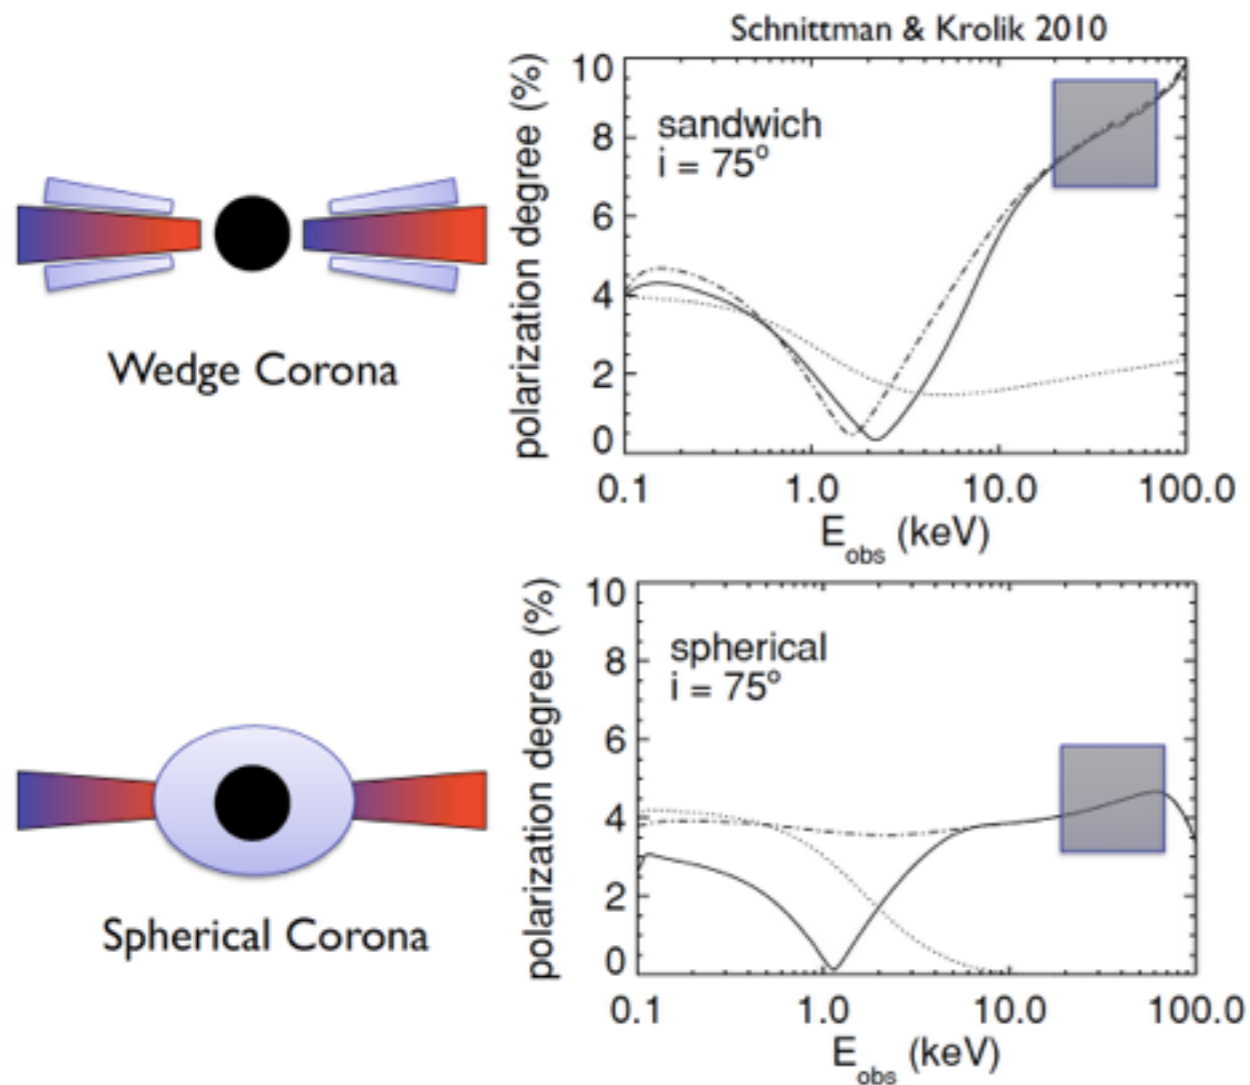 Schnittman & Krolik 2010
polarization degree (%)
10
8
6
4
2
0
sandwich
i = 75°
0.1
1.0
10.0
100.0
E_obs (keV)
Wedge Corona
polarization degree (%)
10
8
6
4
2
0
spherical
i = 75°
0.1
1.0
10.0
100.0
E_obs (keV)
Spherical Corona